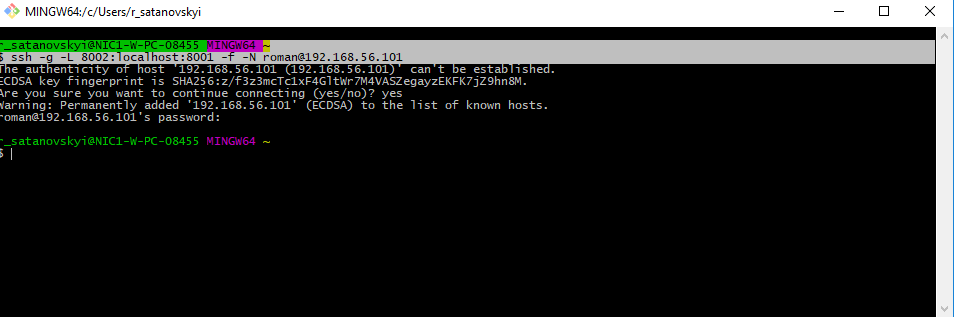 MINGW64:/c/Users/r_satanovskyi
r_satanovskyi@NIC1-W-PC-08455 MINGW64 ~
$ ssh -g -L 8002:localhost:8001 -f -N roman@192.168.56.101
The authenticity of host '192.168.56.101 (192.168.56.101)' can't be established.
ECDSA key fingerprint is SHA256:z/f3z3mcTc1xF4GltWr7M4VASZegayzEKFK7jZ9hn8M.
Are you sure you want to continue connecting (yes/no)? yes
Warning: Permanently added '192.168.56.101' (ECDSA) to the list of known hosts.
roman@192.168.56.101's password:
r_satanovskyi@NIC1-W-PC-08455 MINGW64 ~
$